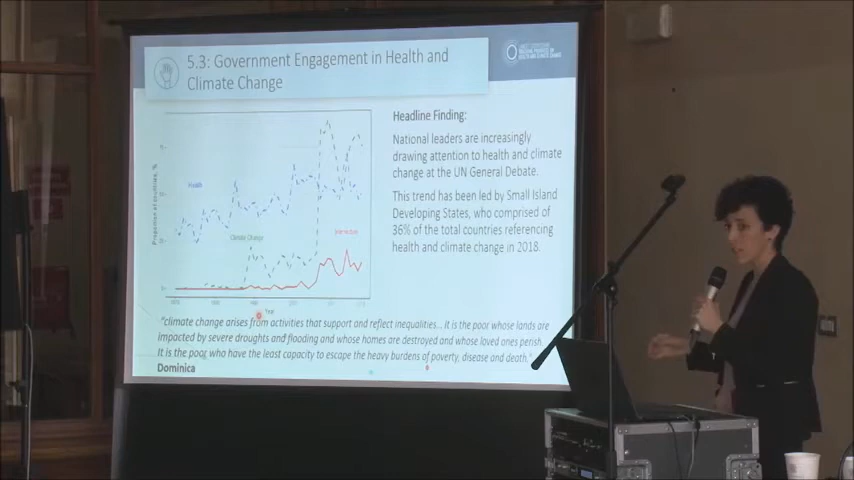 5.3: Government Engagement in Health and
Climate Change
Headline Finding:
National leaders are increasingly
drawing attention to health and climate
change at the UN General Debate.
This trend has been led by Small Island
Developing States, who comprised of
36% of the total countries referencing
health and climate change in 2018.
Proportion of countries, %
Health
Climate Change
Intersection
Year
"climate change arises from activities that support and reflect inequalities... It is the poor whose lands are
impacted by severe droughts and flooding and whose homes are destroyed and whose loved ones perish.
It is the poor who have the least capacity to escape the heavy burdens of poverty, disease and death."
Dominica